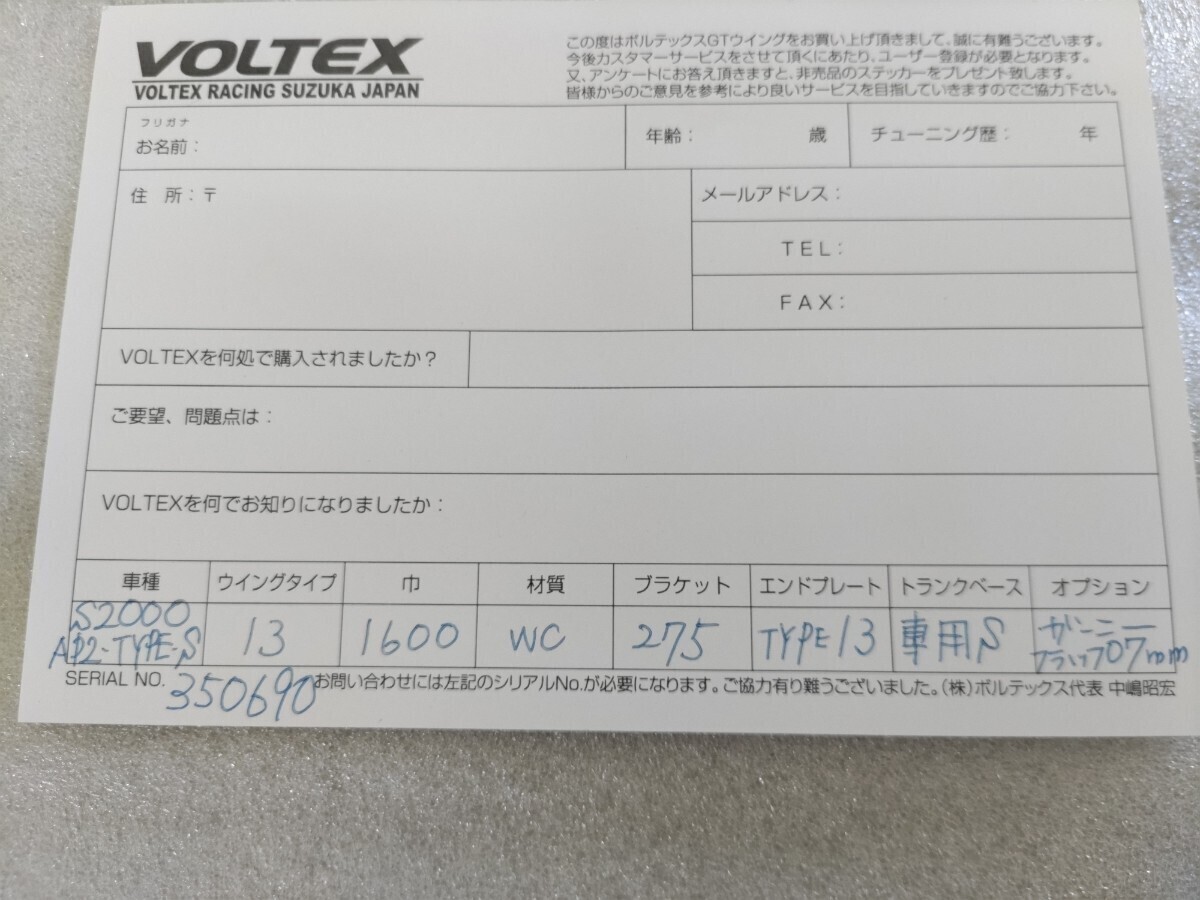 VOLTEX
VOLTEX RACING SUZUKA JAPAN
この度はボルテックスGTウイングをお買い上げ頂きまして、誠に有難うございます。
今後カスタマーサービスをさせて頂くにあたり、ユーザー登録が必要となります。
又、アンケートにお答え頂きますと、非売品のステッカーをプレゼント致します。
皆様からのご意見を参考により良いサービスを目指していきますのでご協力下さい。
フリガナ
お名前：
年齢： 歳
チューニング歴： 年
住 所：〒
メールアドレス：
TEL：
FAX：
VOLTEXを何処で購入されましたか？
ご要望、問題点は：
VOLTEXを何でお知りになりましたか：
車種 ウイングタイプ 巾 材質 ブラケット エンドプレート トランクベース オプション
S2000
AP2-TYPE-S 13 1600 WC 275 TYPE13 車用S ガーニー
フラップ07mm
SERIAL NO. 350690 お問い合わせには左記のシリアルNo.が必要になります。ご協力有り難うございました。（株）ボルテックス代表 中嶋昭宏